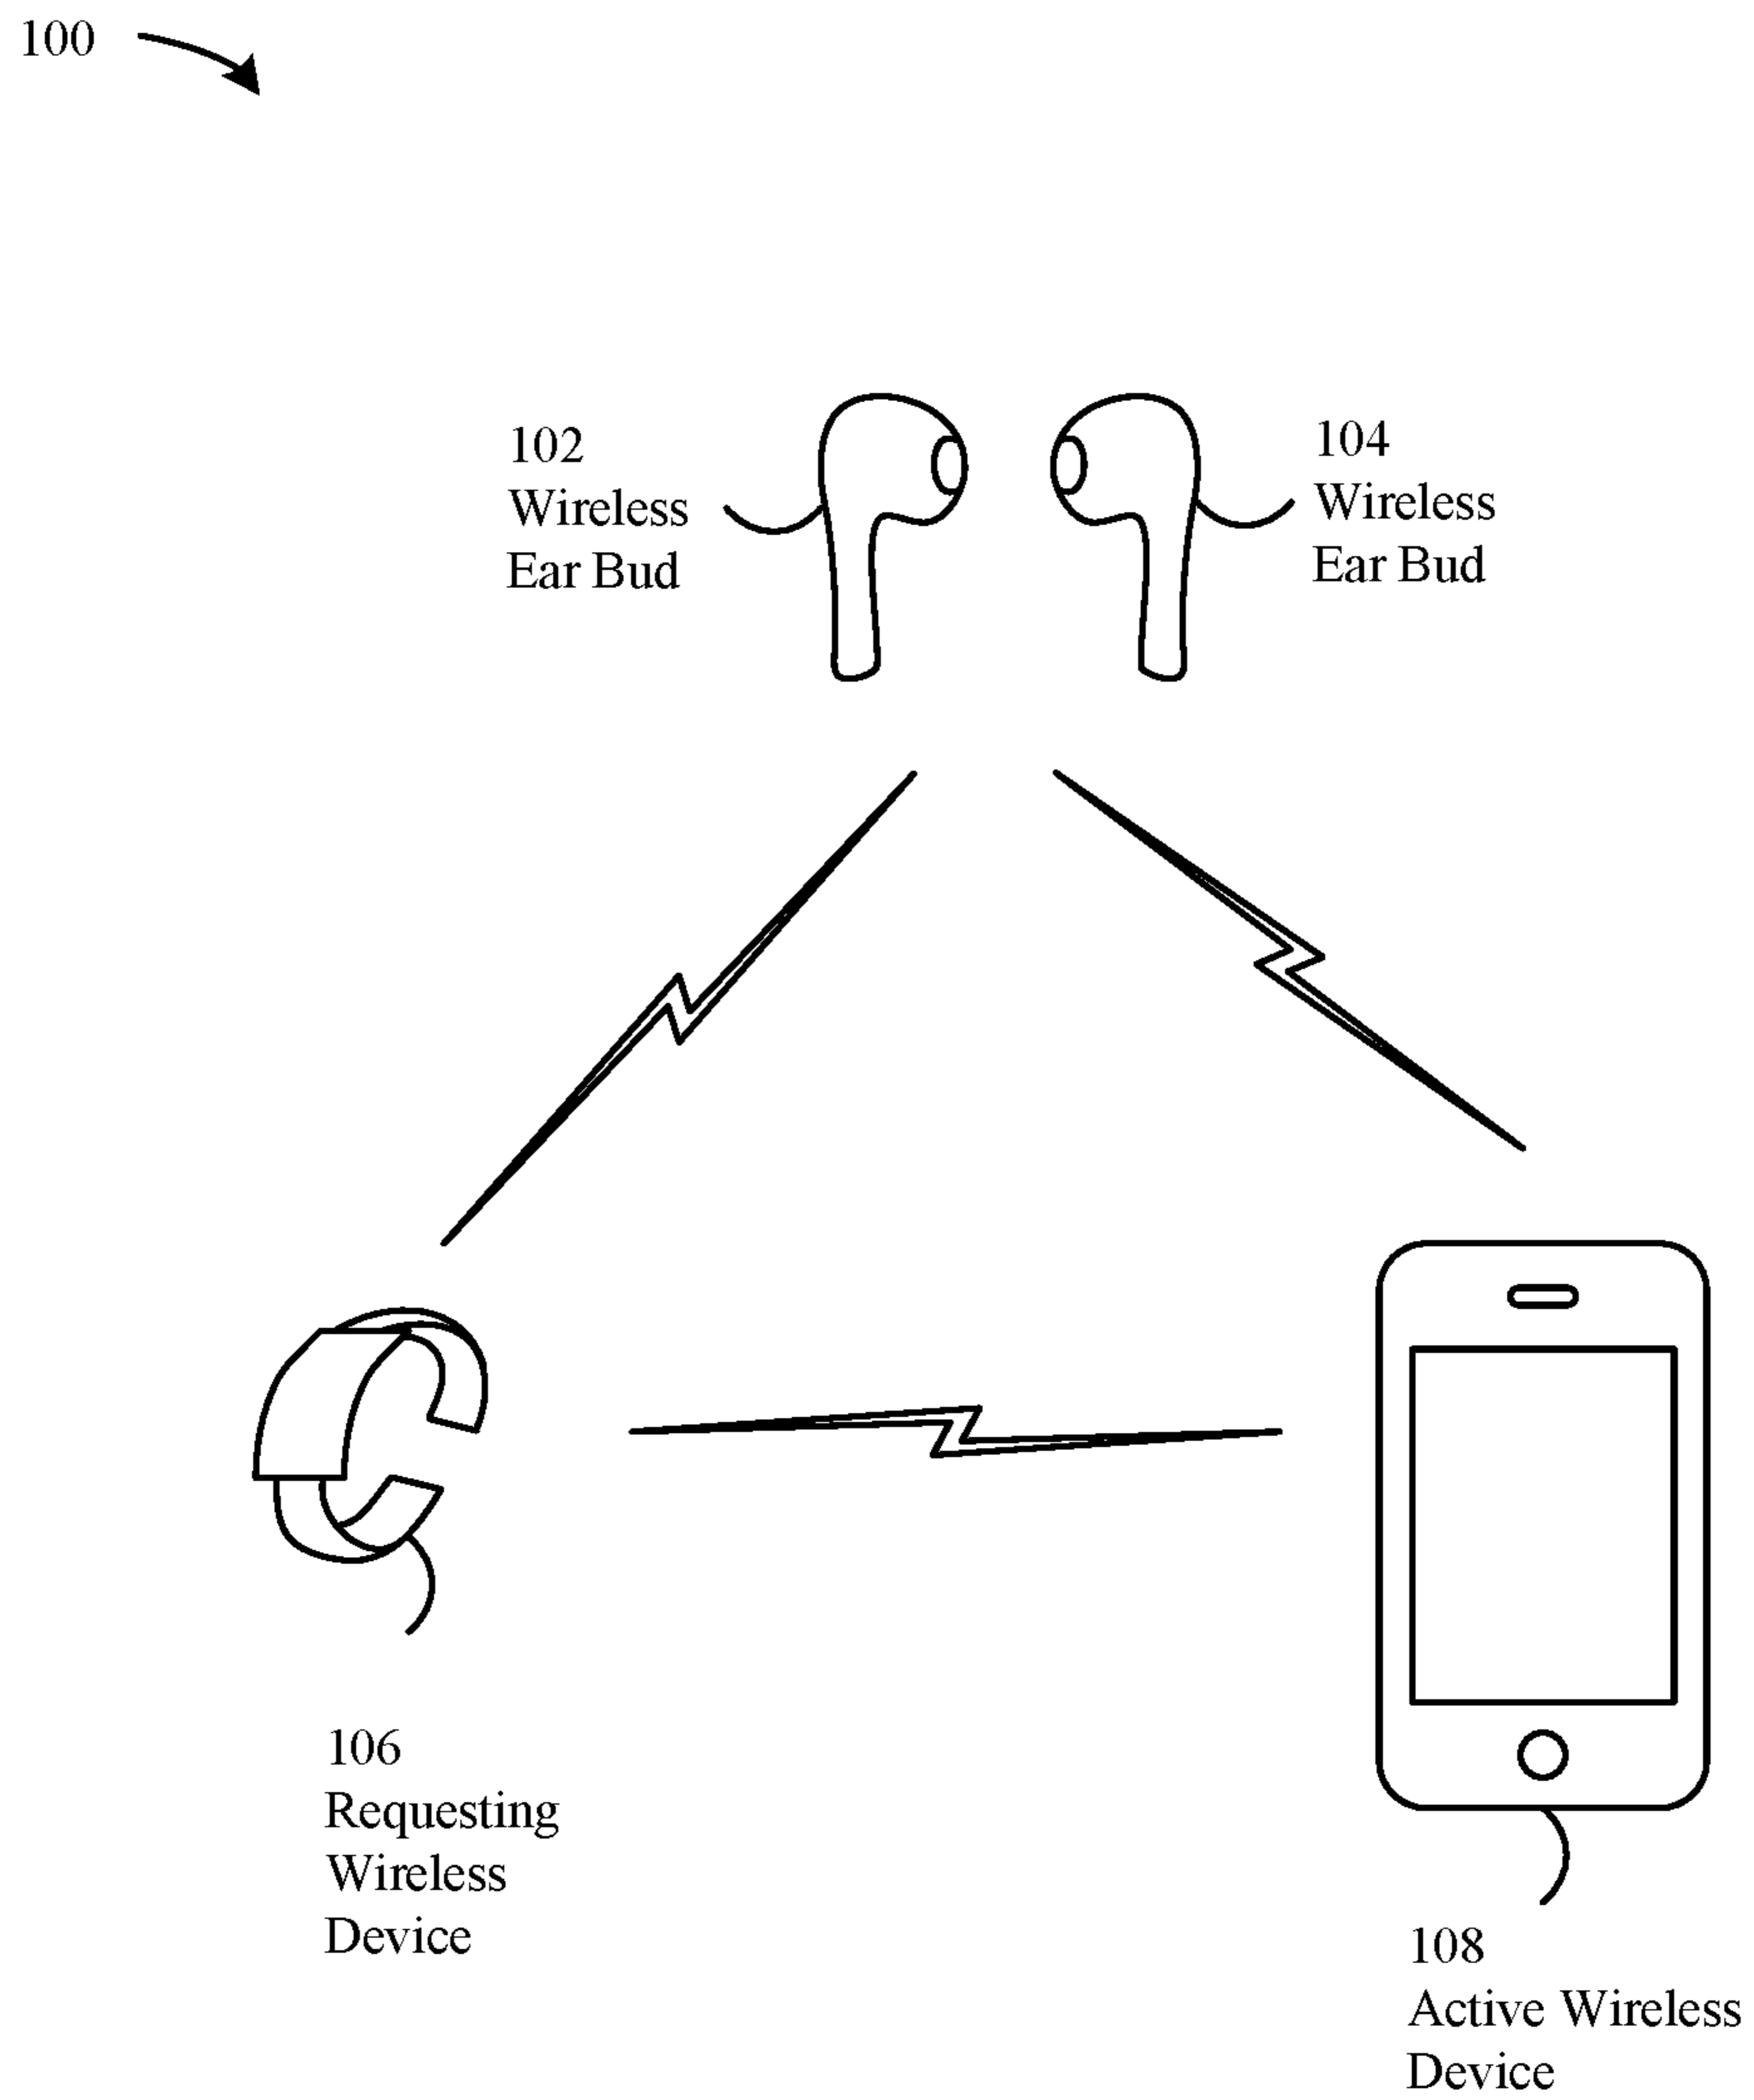 100
102
Wireless
Ear Bud
104
Wireless
Ear Bud
106
Requesting
Wireless
Device
108
Active Wireless
Device